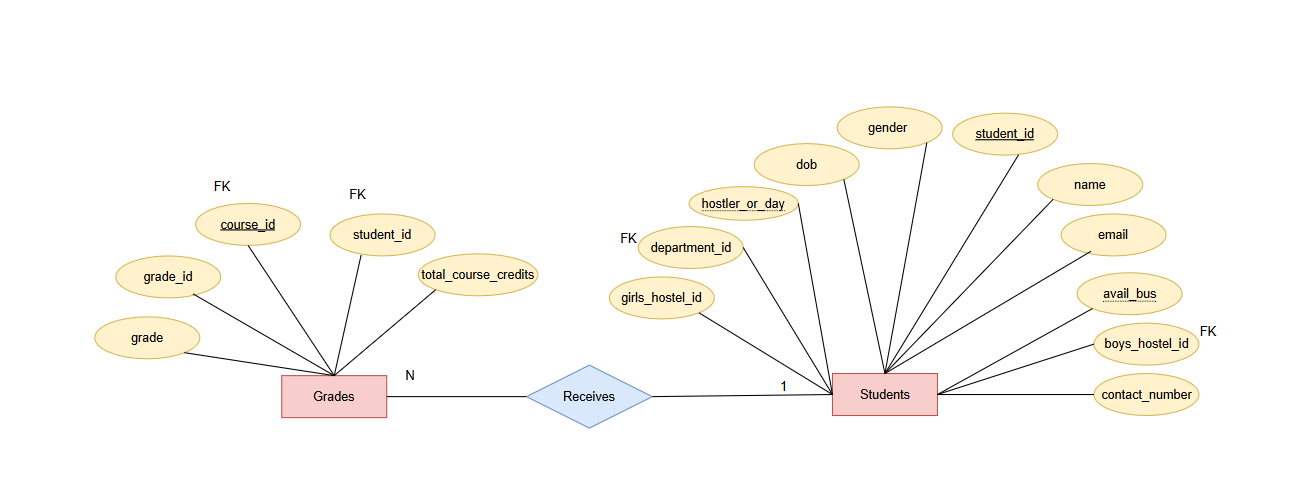 gender
student_id
dob
name
FK
FK
hostler_or_day
course_id
student_id
email
FK
department_id
grade_id
total_course_credits
girls_hostel_id
avail_bus
grade
boys_hostel_id
FK
N
1
Grades
Receives
Students
contact_number